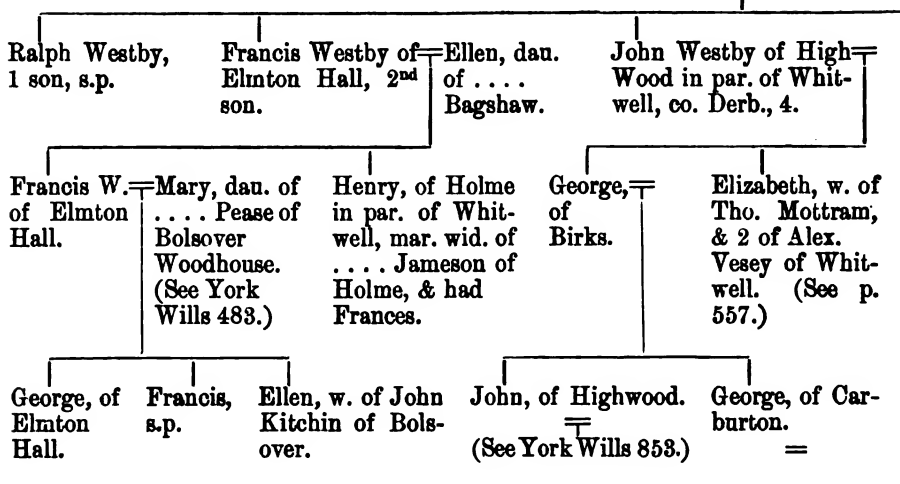 Ralph Westby,
1 son, s.p.
Francis Westby of=Ellen, dau.
Elmton Hall, 2nd
son.
of . . . .
Bagshaw.
John Westby of High=
Wood in par. of Whit-
well, co. Derb., 4.
Francis W.=Mary, dau. of
of Elmton
Hall.
. . . . Pease of
Bolsover
Woodhouse.
(See York
Wills 483.)
Henry, of Holme
in par. of Whit-
well, mar. wid. of
. . . . Jameson of
Holme, & had
Frances.
George,=
of
Birks.
Elizabeth, w. of
Tho. Mottram,
& 2 of Alex.
Vesey of Whit-
well. (See p.
557.)
George, of
Elmton
Hall.
Francis,
s.p.
Ellen, w. of John
Kitchin of Bols-
over.
John, of Highwood.
=
(See York Wills 853.)
George, of Car-
burton.
=